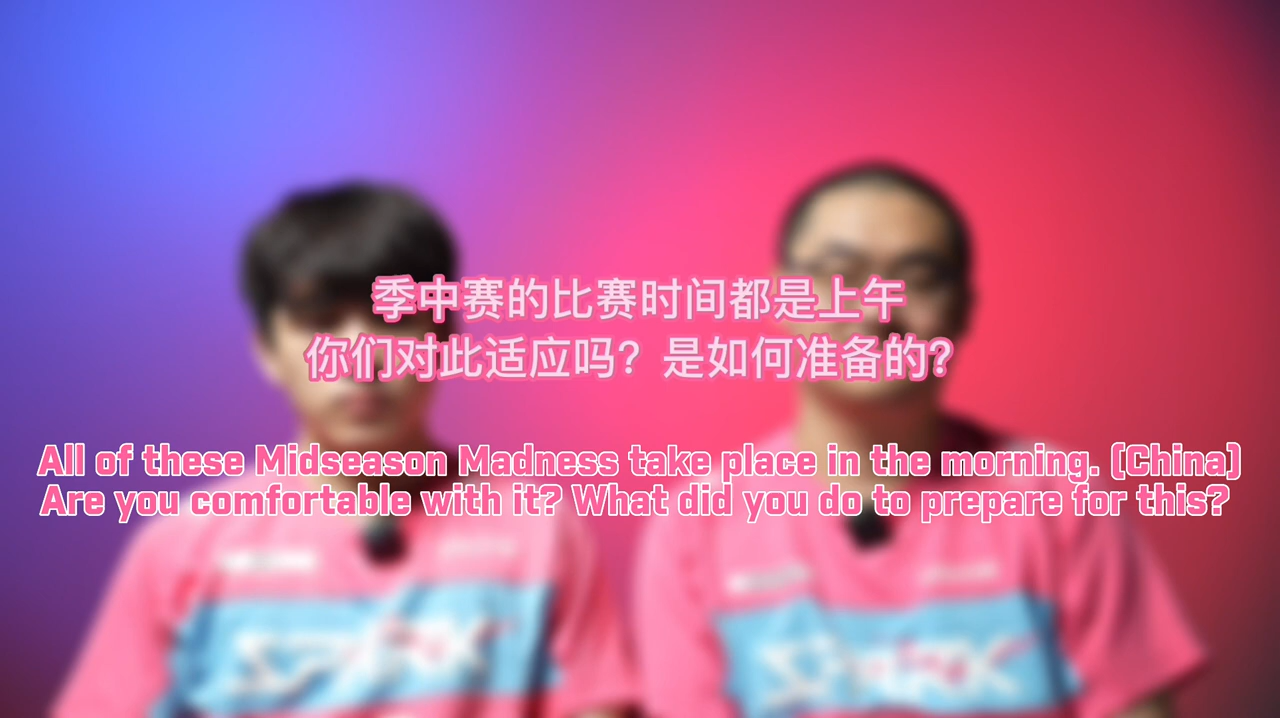 季中赛的比赛时间都是上午
你们对此适应吗？是如何准备的?
All of these Midseason Madness take place in the morning. (China)
Are you comfortable with it? What did you do to prepare for this?
SPARK
SPARK